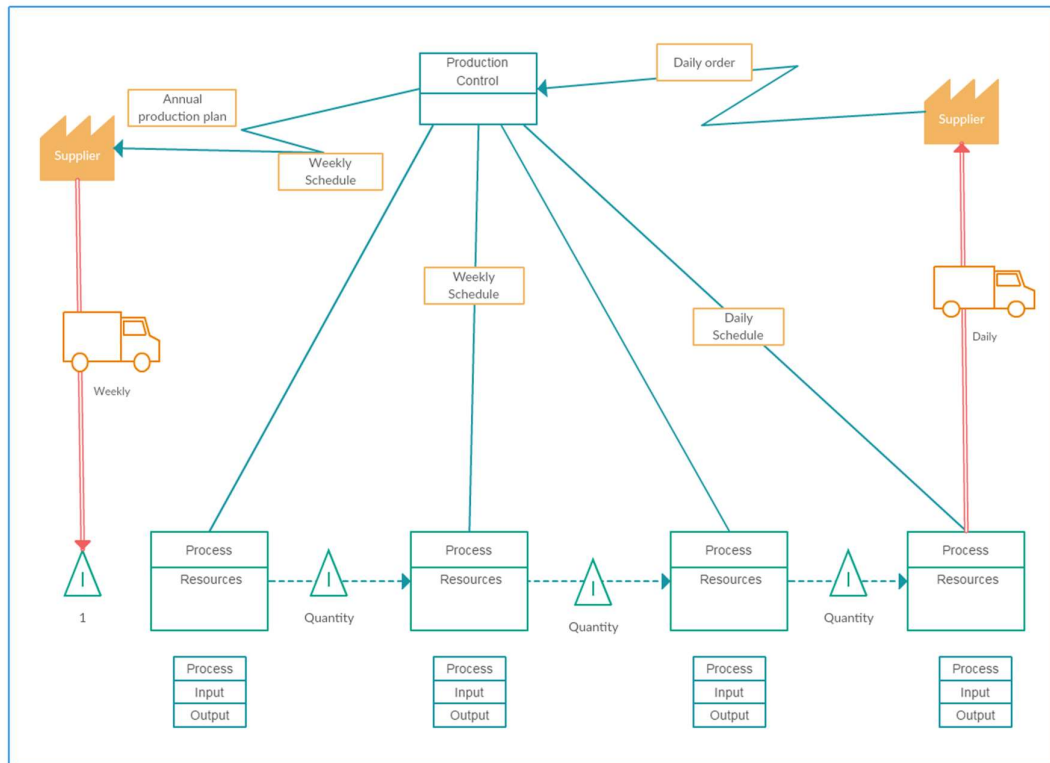 Production
Control
Daily order
Annual
production plan
Supplier
Supplier
Weekly
Schedule
Weekly
Schedule
Daily
Schedule
Daily
Weekly
Process
Process
Process
Process
Resources
I
Resources
I
Resources
I
Resources
I
1
Quantity
Quantity
Quantity
Process
Process
Process
Process
Input
Input
Input
Input
Output
Output
Output
Output